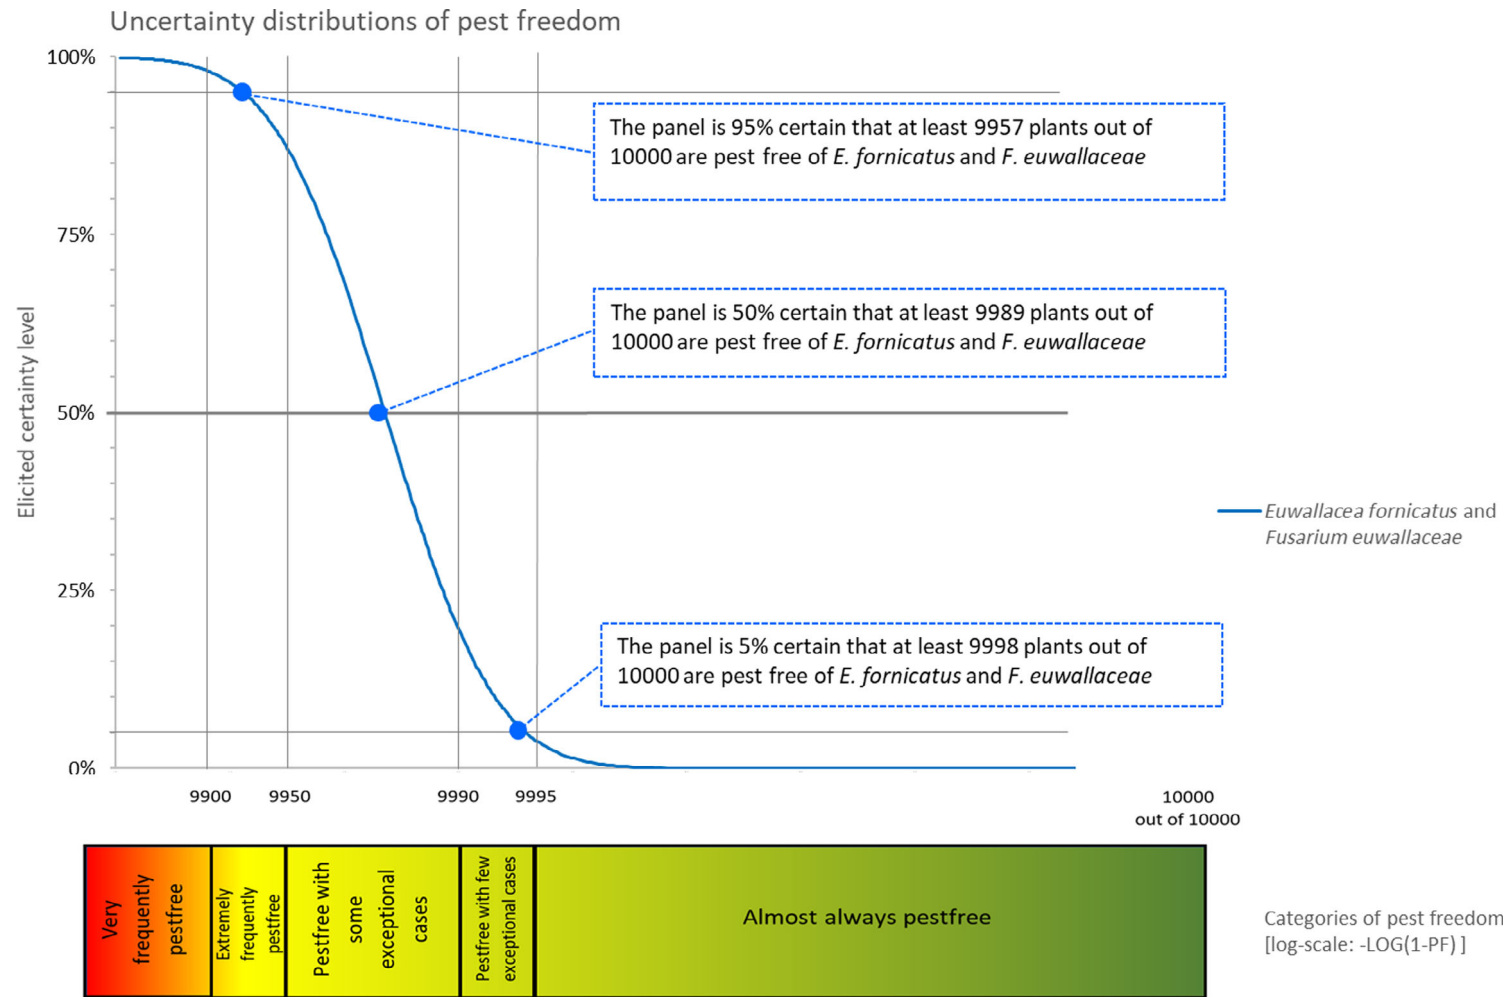 Uncertainty distributions of pest freedom
100%
75%
50%
25%
0%
Elicited certainty level
The panel is 95% certain that at least 9957 plants out of
10000 are pest free of E. fornicatus and F. euwallaceae
The panel is 50% certain that at least 9989 plants out of
10000 are pest free of E. fornicatus and F. euwallaceae
Euwallacea fornicatus and
Fusarium euwallaceae
The panel is 5% certain that at least 9998 plants out of
10000 are pest free of E. fornicatus and F. euwallaceae
9900
9950
9990
9995
10000
out of 10000
Very
frequently
pestfree
Extremely
frequently
pestfree
Pestfree with
some
exceptional
cases
Pestfree with few
exceptional cases
Almost always pestfree
Categories of pest freedom
[log-scale: -LOG(1-PF) ]